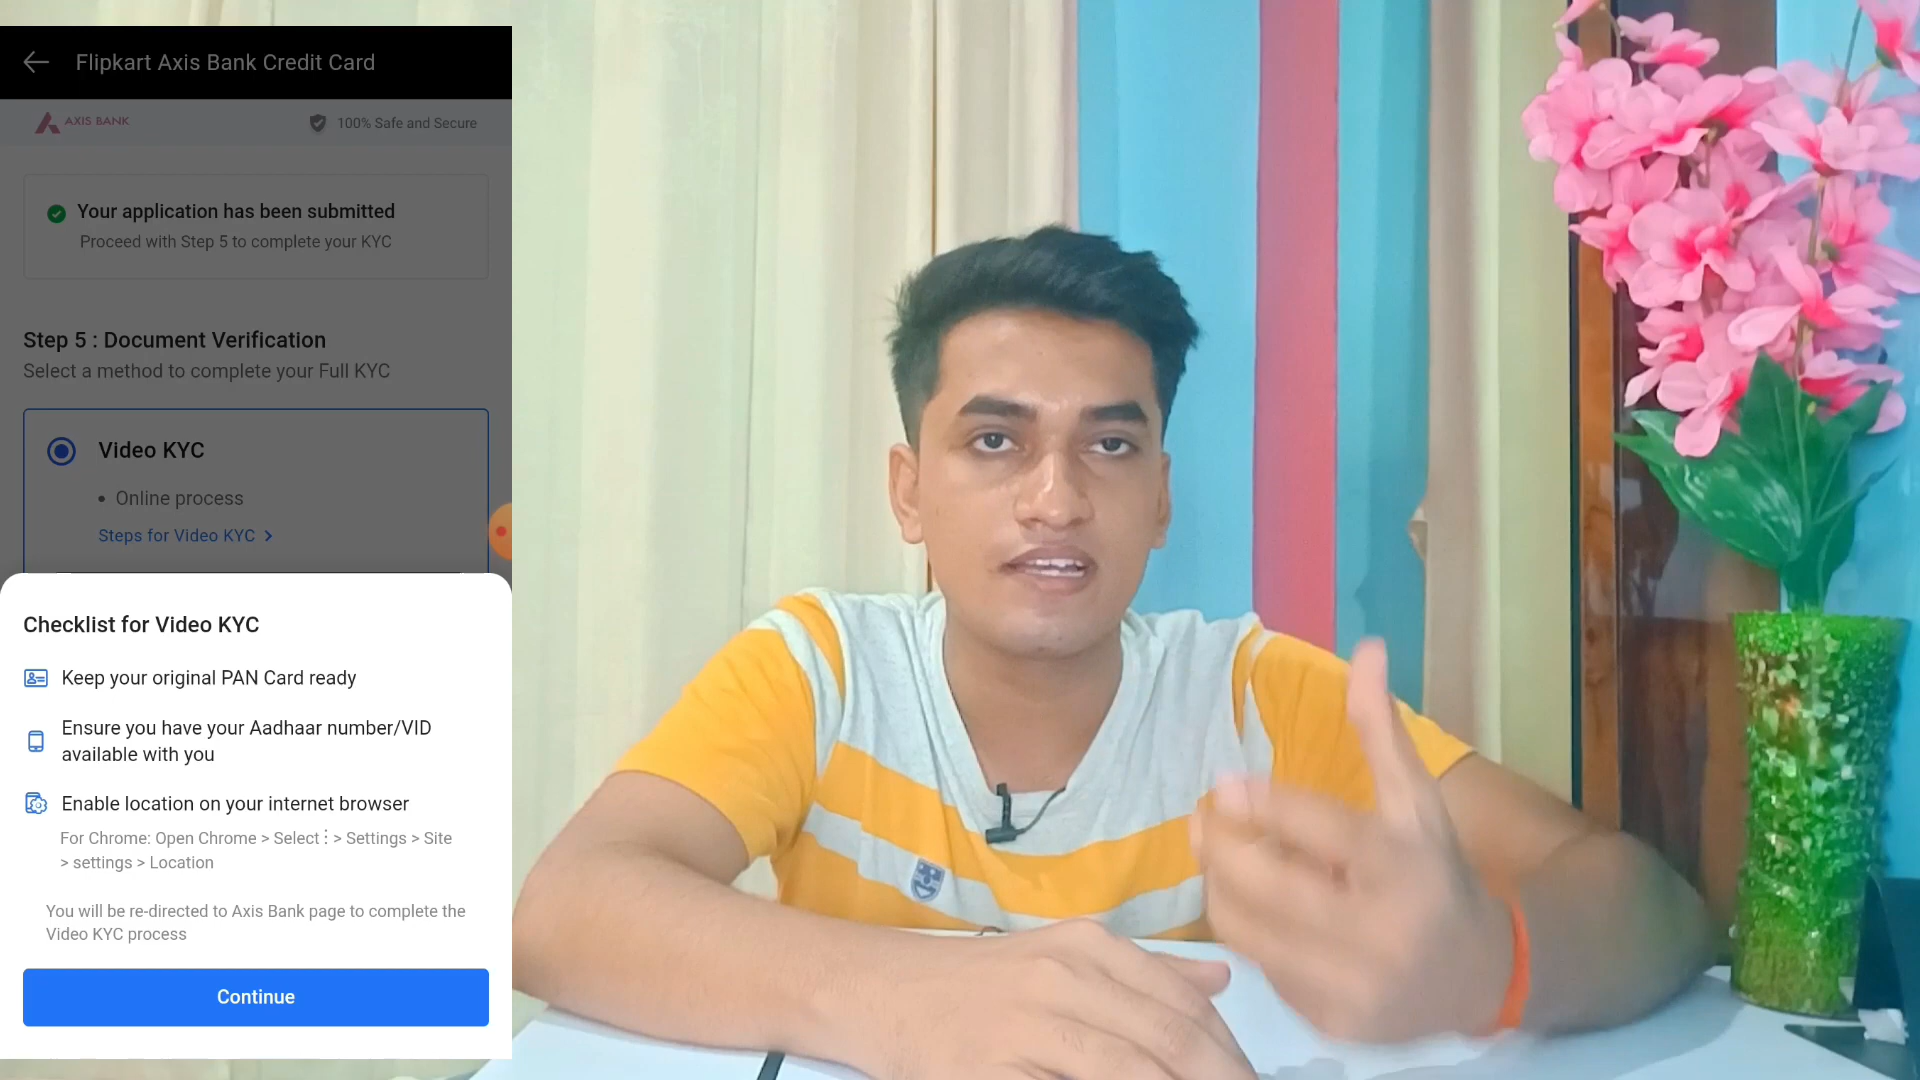 Flipkart Axis Bank Credit Card
AXIS BANK
100% Safe and Secure
Your application has been submitted
Proceed with Step 5 to complete your KYC
Step 5 : Document Verification
Select a method to complete your Full KYC
Video KYC
• Online process
Steps for Video KYC >
Checklist for Video KYC
Keep your original PAN Card ready
Ensure you have your Aadhaar number/VID
available with you
Enable location on your internet browser
For Chrome: Open Chrome > Select ⋮ > Settings > Site
> settings > Location
You will be re-directed to Axis Bank page to complete the
Video KYC process
Continue